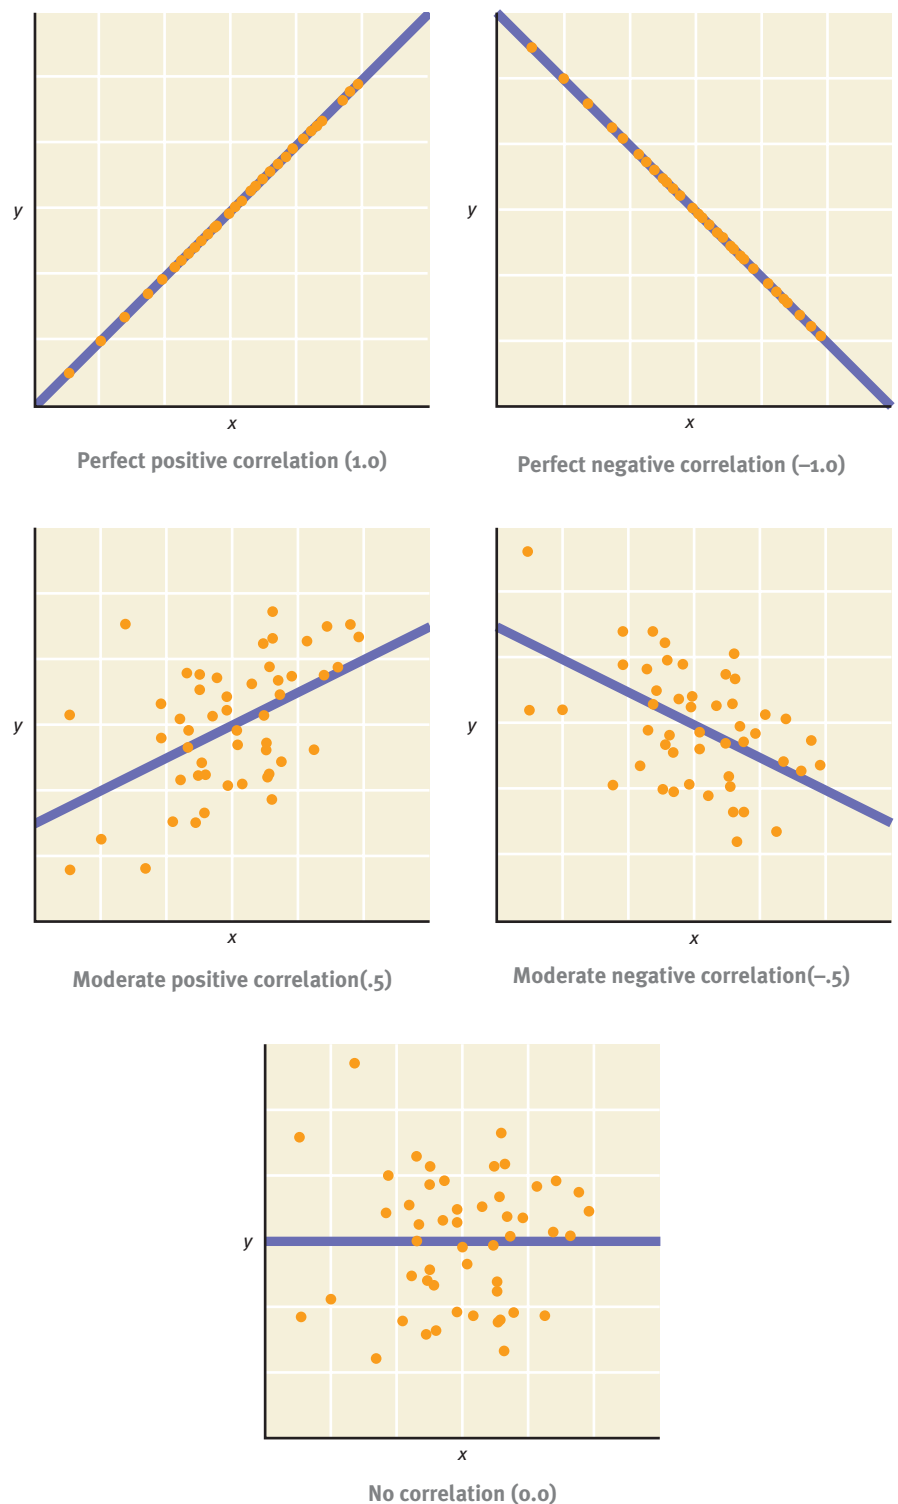 y
x
Perfect positive correlation (1.0)
y
x
Perfect negative correlation (–1.0)
y
x
Moderate positive correlation(.5)
y
x
Moderate negative correlation(–.5)
y
x
No correlation (0.0)